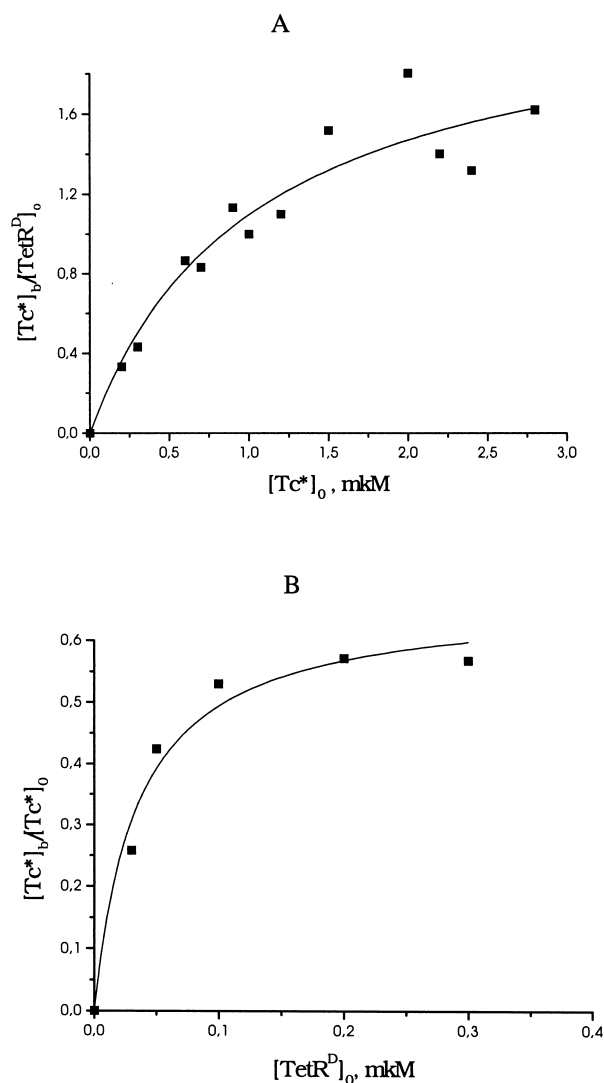 A
[Tc*]b/[TetRD]o
1,6
1,2
0,8
0,4
0,0
0,0 0,5 1,0 1,5 2,0 2,5 3,0
[Tc*]0 , mkM
B
[Tc*]b/[Tc*]0
0,6
0,5
0,4
0,3
0,2
0,1
0,0
0,0 0,1 0,2 0,3 0,4
[TetRD]0, mkM